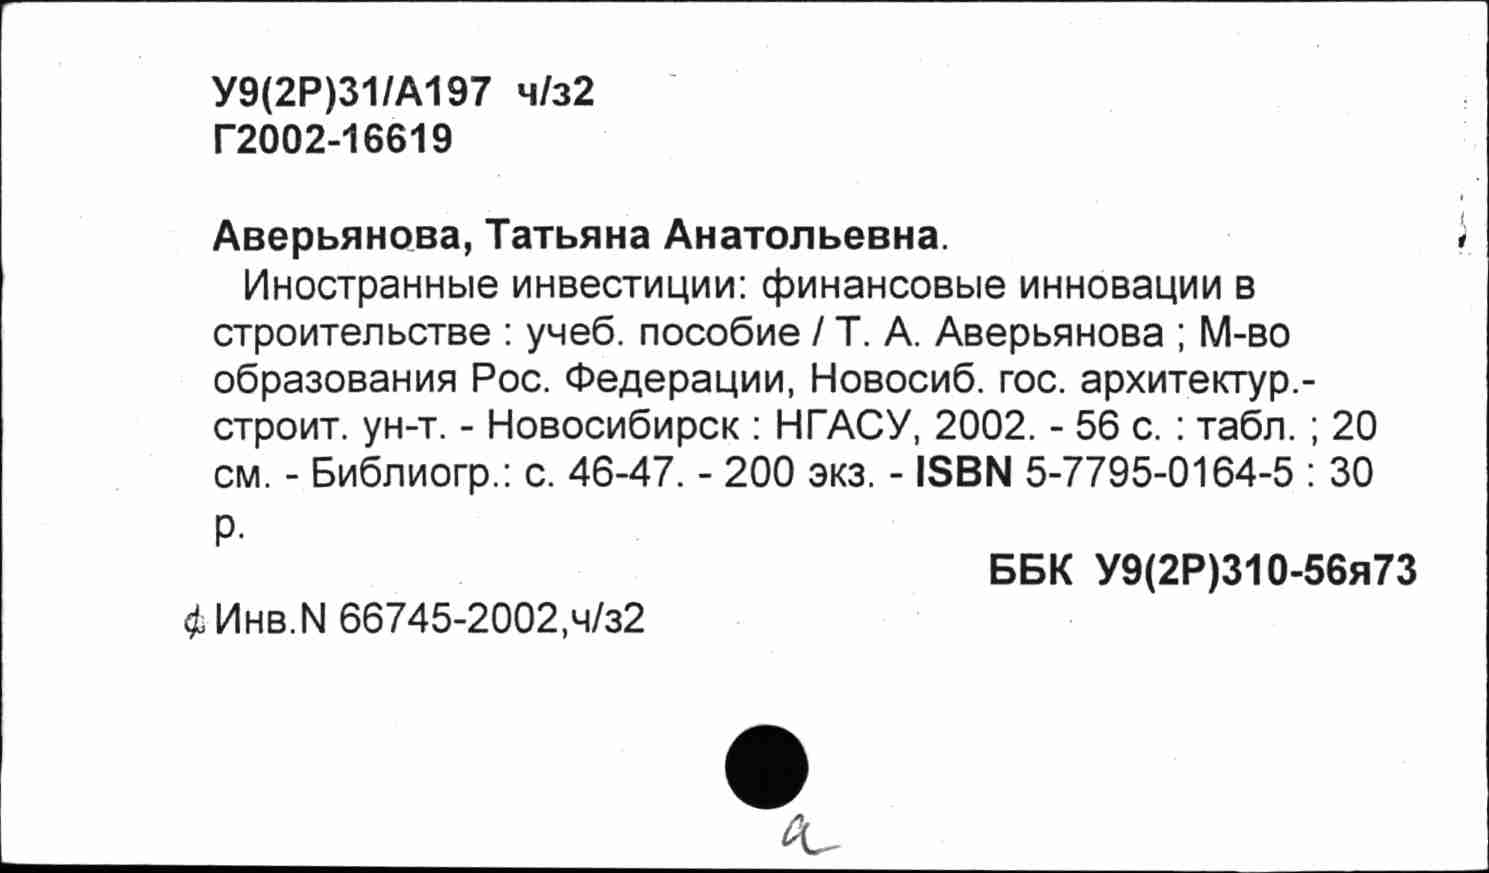 У9(2Р)31/А197 ч/з2
Г2002-16619
Аверьянова, Татьяна Анатольевна.
Иностранные инвестиции: финансовые инновации в
строительстве : учеб. пособие / Т. А. Аверьянова ; М-во
образования Рос. Федерации, Новосиб. гос. архитектур.-
строит. ун-т. - Новосибирск : НГАСУ, 2002. - 56 с. : табл. ; 20
см. - Библиогр.: с. 46-47. - 200 экз. - ISBN 5-7795-0164-5 : 30
р.
ББК У9(2Р)310-56я73
Инв.N 66745-2002,ч/з2
а